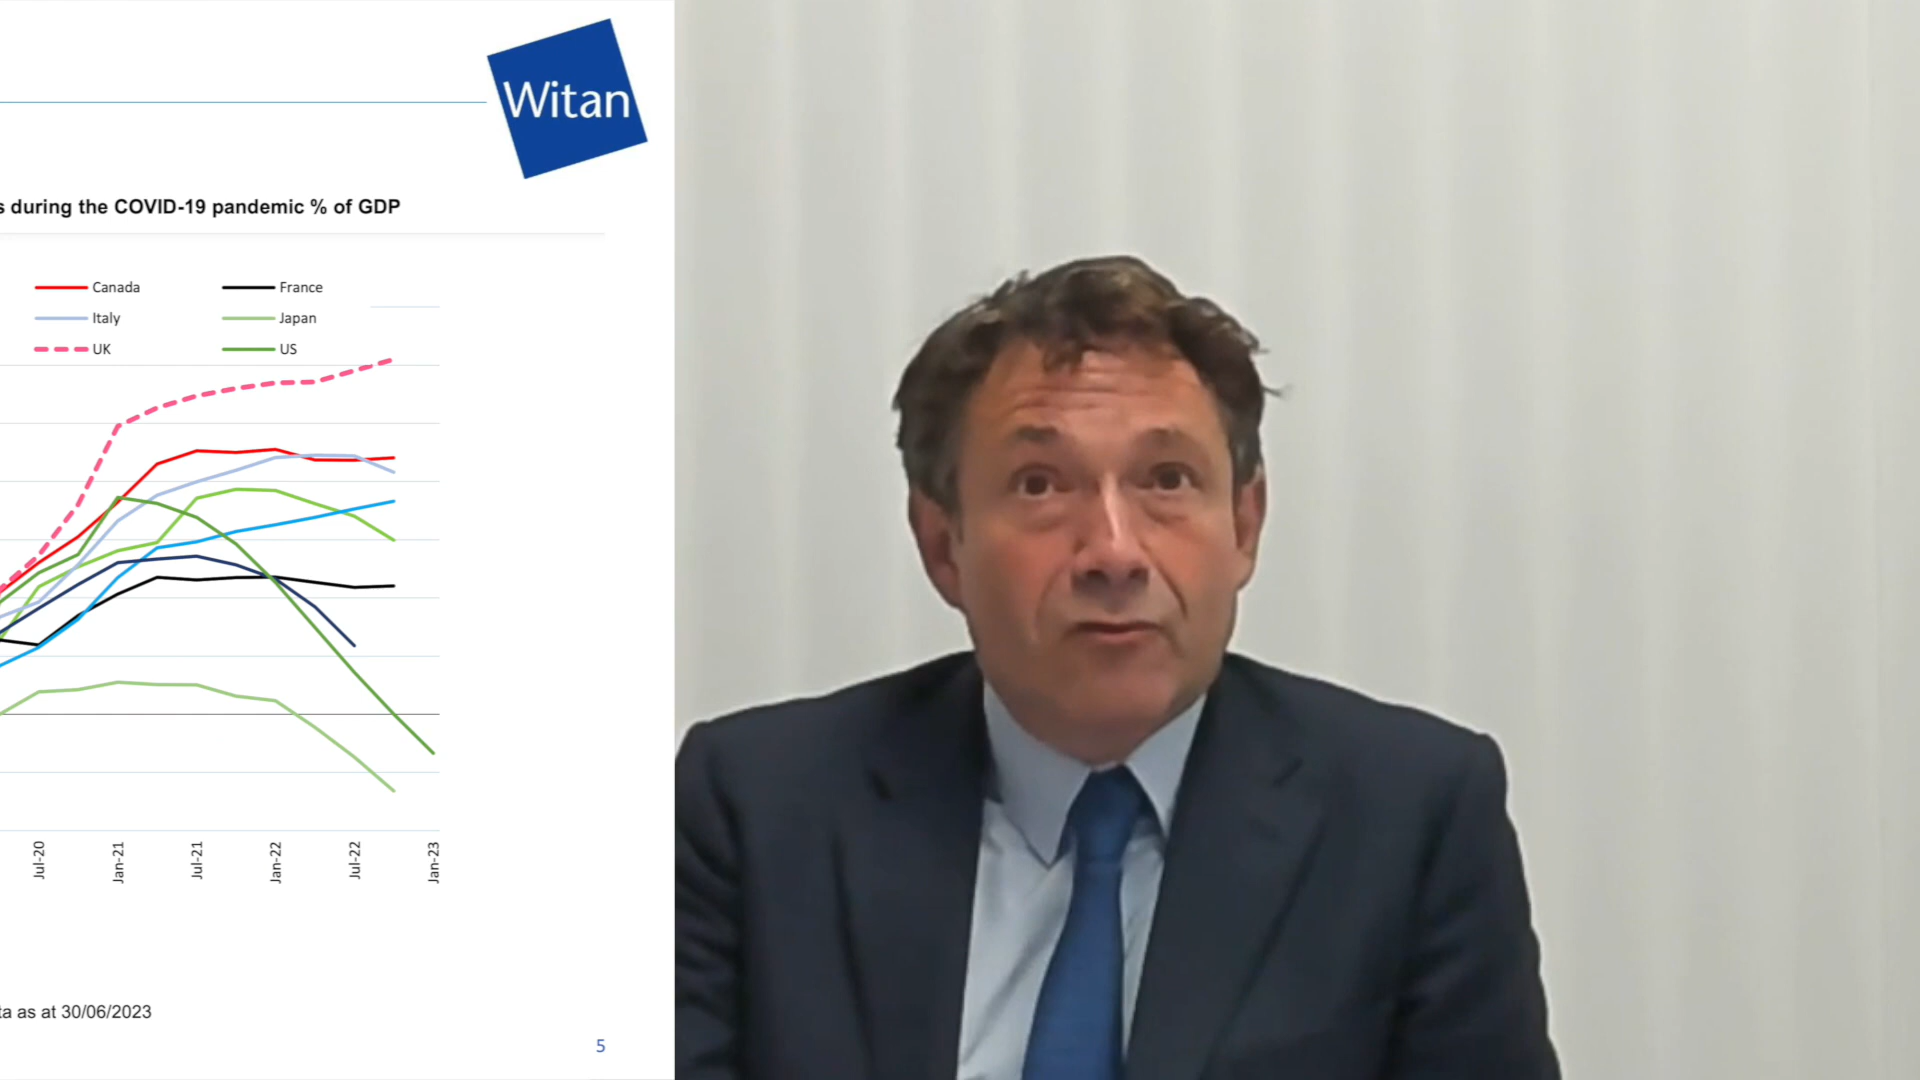 Witan
s during the COVID-19 pandemic % of GDP
Canada France
Italy Japan
UK US
Jul-20 Jan-21 Jul-21 Jan-22 Jul-22 Jan-23
ta as at 30/06/2023
5